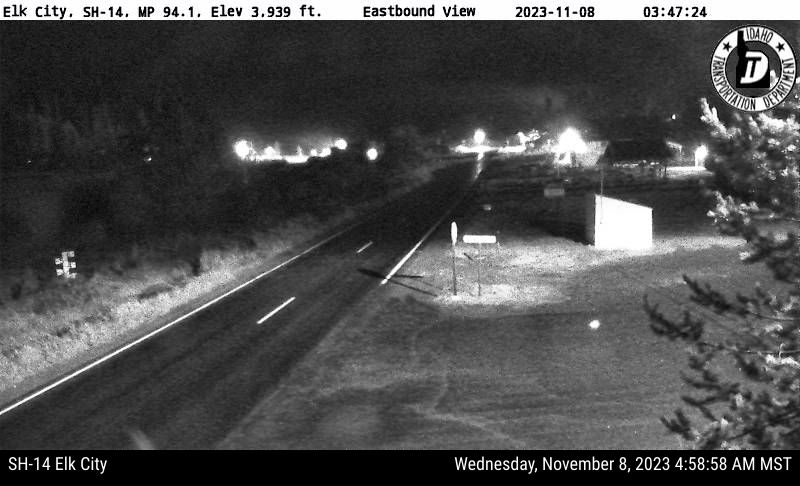 Elk City, SH-14, MP 94.1, Elev 3,939 ft. Eastbound View 2023-11-08 03:47:24
IDAHO TRANSPORTATION DEPARTMENT
SH-14 Elk City Wednesday, November 8, 2023 4:58:58 AM MST